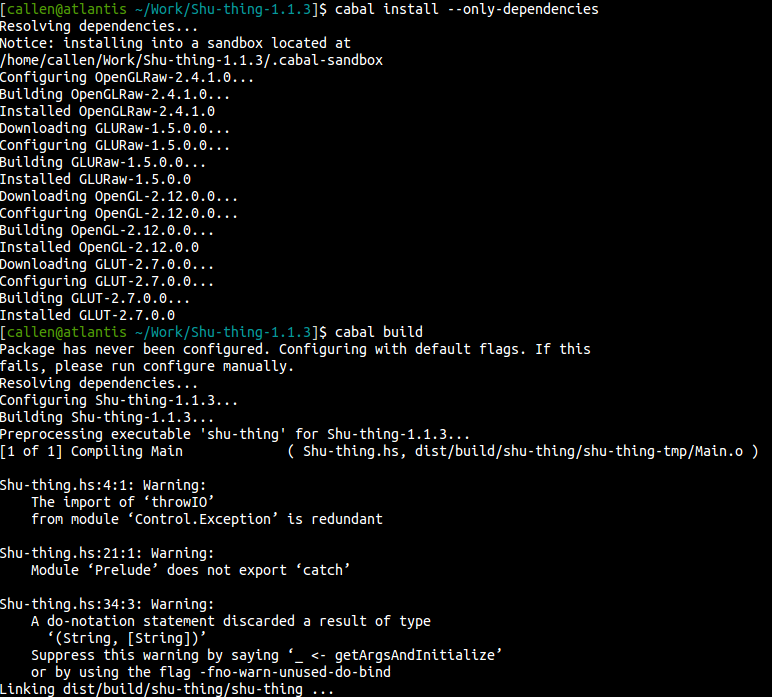 [callen@atlantis ~/Work/Shu-thing-1.1.3]$ cabal install --only-dependencies
Resolving dependencies...
Notice: installing into a sandbox located at
/home/callen/Work/Shu-thing-1.1.3/.cabal-sandbox
Configuring OpenGLRaw-2.4.1.0...
Building OpenGLRaw-2.4.1.0...
Installed OpenGLRaw-2.4.1.0
Downloading GLURaw-1.5.0.0...
Configuring GLURaw-1.5.0.0...
Building GLURaw-1.5.0.0...
Installed GLURaw-1.5.0.0
Downloading OpenGL-2.12.0.0...
Configuring OpenGL-2.12.0.0...
Building OpenGL-2.12.0.0...
Installed OpenGL-2.12.0.0
Downloading GLUT-2.7.0.0...
Configuring GLUT-2.7.0.0...
Building GLUT-2.7.0.0...
Installed GLUT-2.7.0.0
[callen@atlantis ~/Work/Shu-thing-1.1.3]$ cabal build
Package has never been configured. Configuring with default flags. If this
fails, please run configure manually.
Resolving dependencies...
Configuring Shu-thing-1.1.3...
Building Shu-thing-1.1.3...
Preprocessing executable 'shu-thing' for Shu-thing-1.1.3...
[1 of 1] Compiling Main             ( Shu-thing.hs, dist/build/shu-thing/shu-thing-tmp/Main.o )
Shu-thing.hs:4:1: Warning:
    The import of ‘throwIO’
    from module ‘Control.Exception’ is redundant
Shu-thing.hs:21:1: Warning:
    Module ‘Prelude’ does not export ‘catch’
Shu-thing.hs:34:3: Warning:
    A do-notation statement discarded a result of type
      ‘(String, [String])’
    Suppress this warning by saying ‘_ <- getArgsAndInitialize’
    or by using the flag -fno-warn-unused-do-bind
Linking dist/build/shu-thing/shu-thing ...